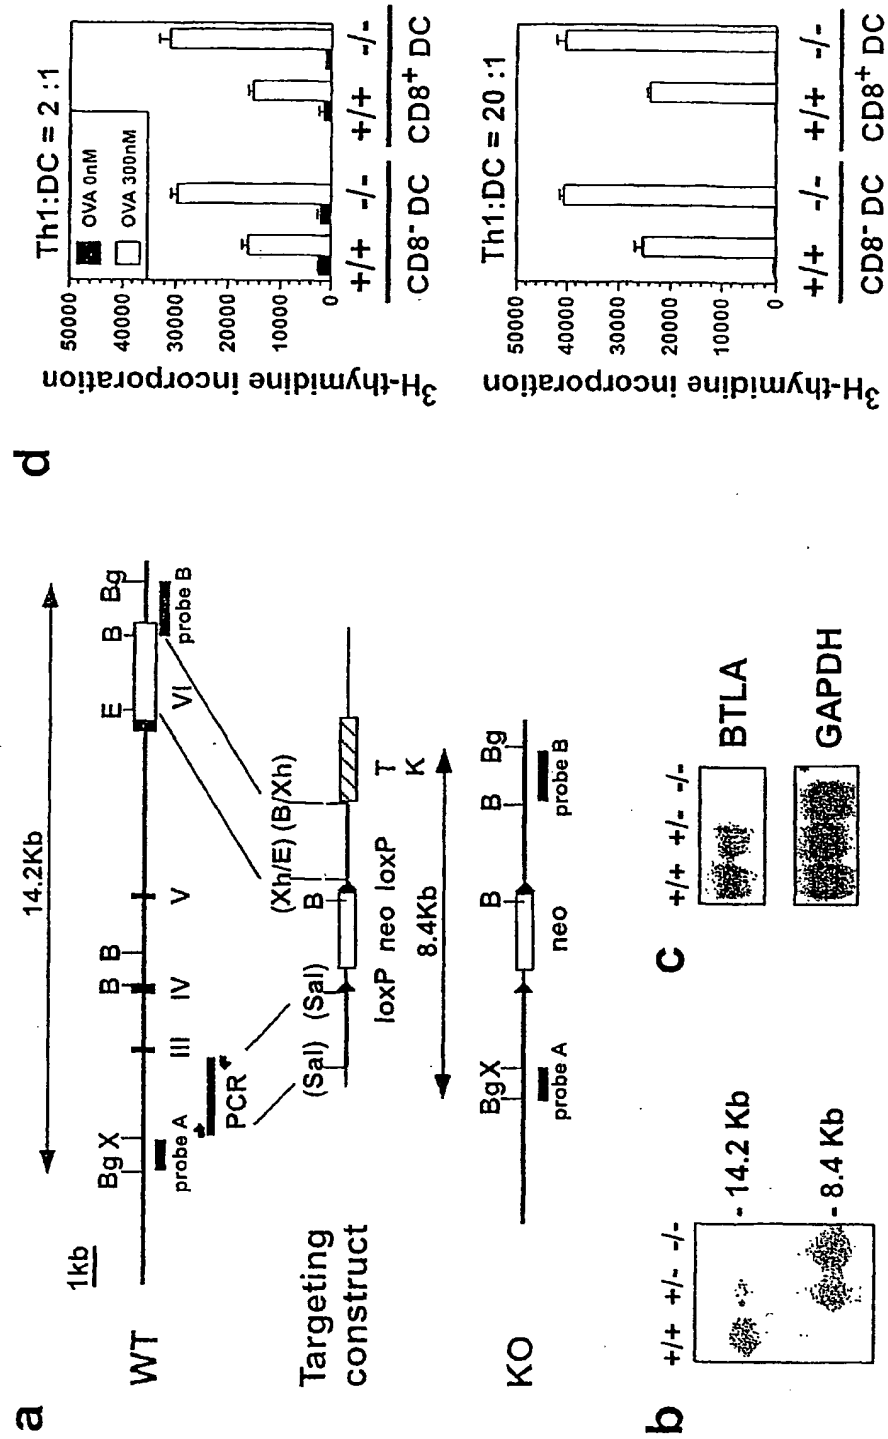 a
1kb
14.2Kb
WT
Bg X B B E B Bg
probe A III IV V VI probe B
PCR
Targeting
construct
(Sal) (Sal) B (Xh/E) (B/Xh)
loxP neo loxP T
K
8.4Kb
KO
Bg X B B Bg
probe A neo probe B
b
+/+ +/- -/-
- 14.2 Kb
- 8.4 Kb
c
+/+ +/- -/-
BTLA
GAPDH
d
Th1:DC = 2 :1
OVA 0nM
OVA 300nM
50000
40000
30000
20000
10000
0
³H-thymidine incorporation
+/+ -/- +/+ -/-
CD8⁻ DC CD8⁺ DC
Th1:DC = 20 :1
50000
40000
30000
20000
10000
0
³H-thymidine incorporation
+/+ -/- +/+ -/-
CD8⁻ DC CD8⁺ DC